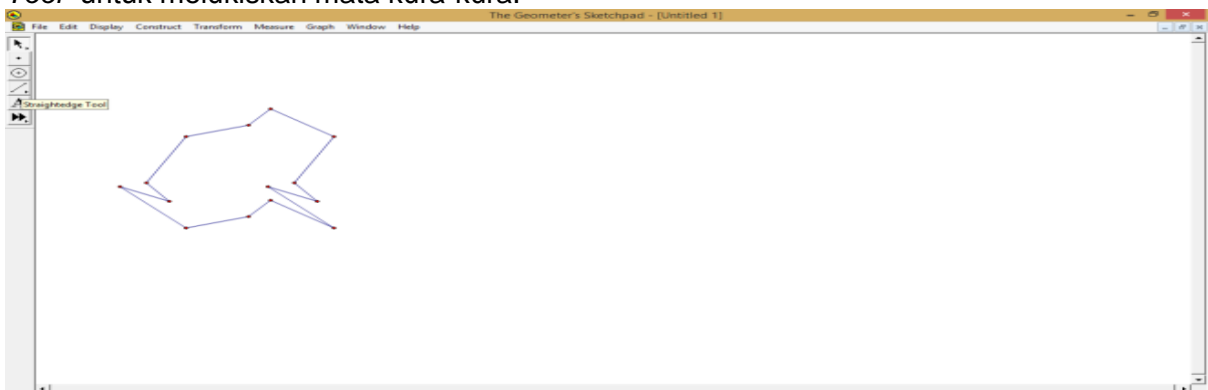 Tool" untuk melukiskan mata kura-kura.
The Geometer's Sketchpad - [Untitled 1]
File Edit Display Construct Transform Measure Graph Window Help
A
Straightedge Tool